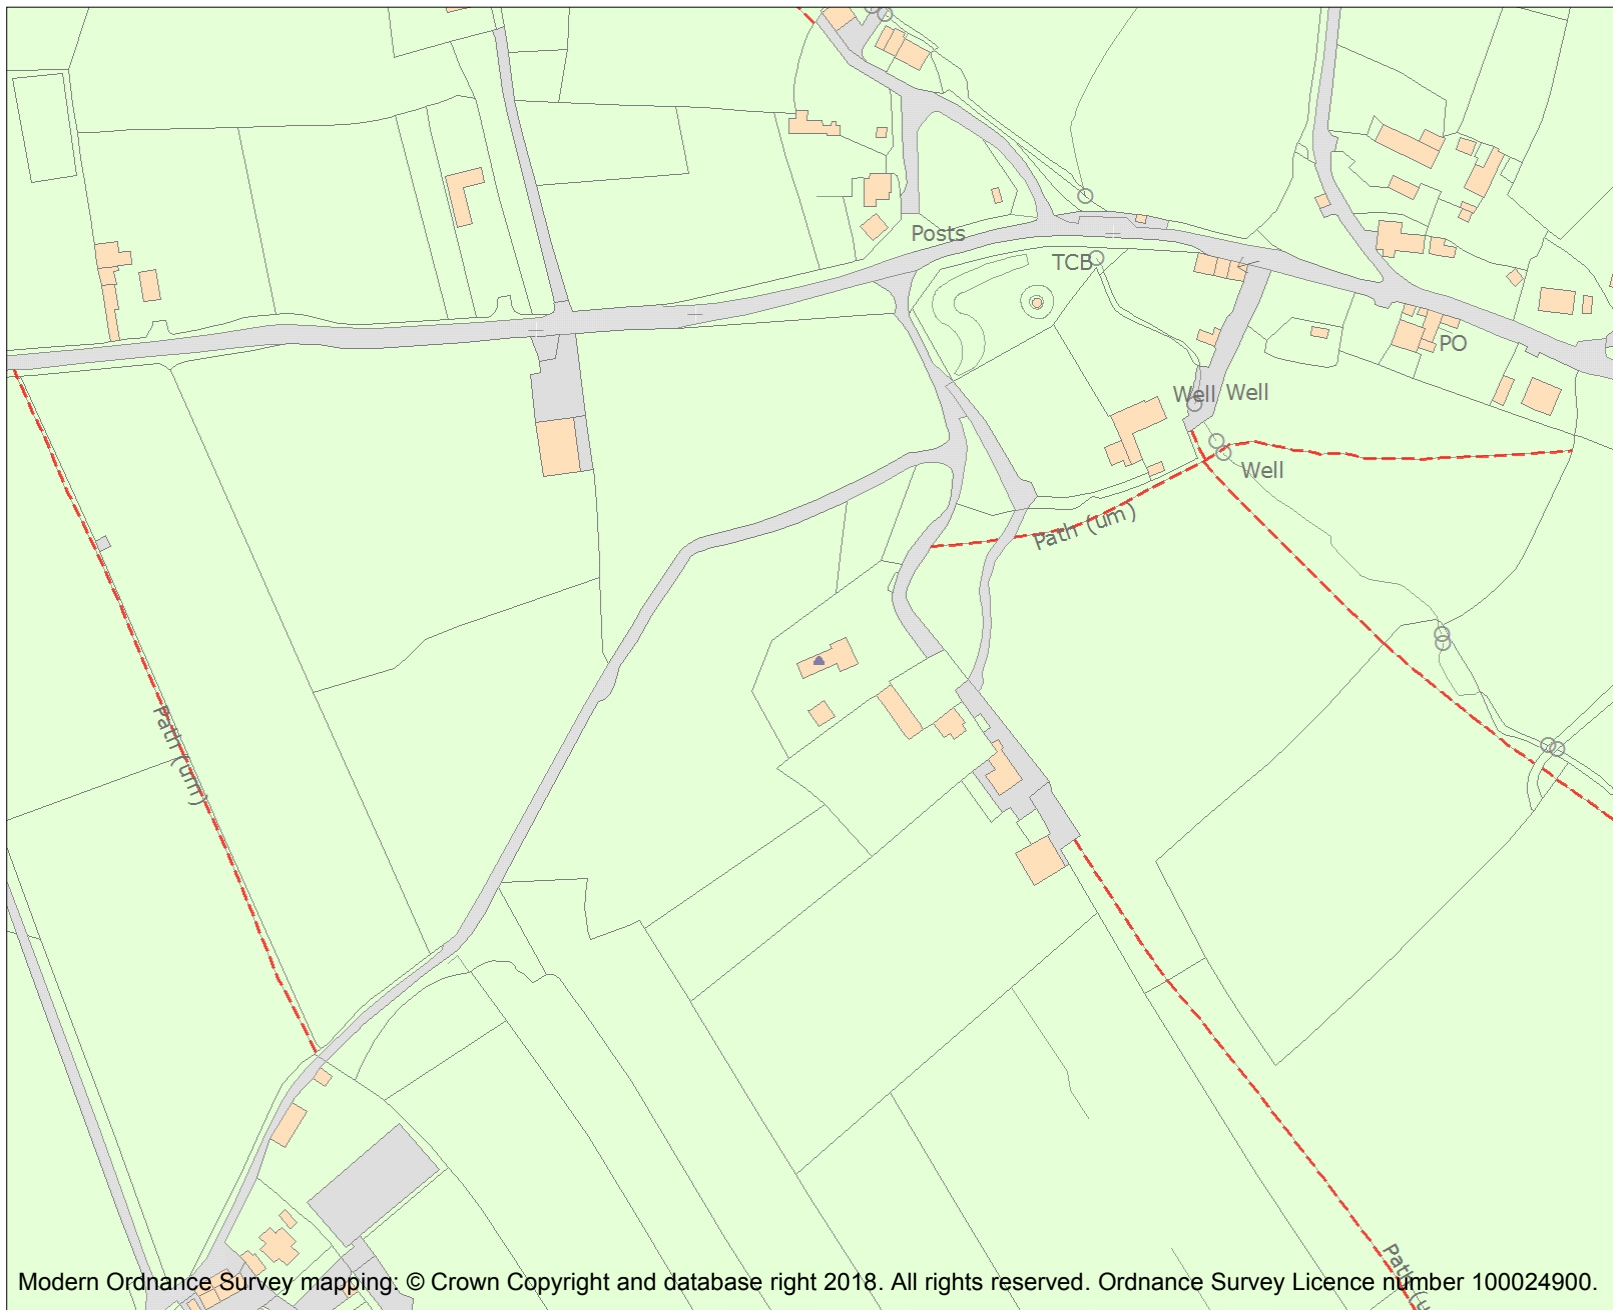 Posts
TCB
PO
Well Well
Well
Path (um)
Path (um)
Path (u
Modern Ordnance Survey mapping: © Crown Copyright and database right 2018. All rights reserved. Ordnance Survey Licence number 100024900.